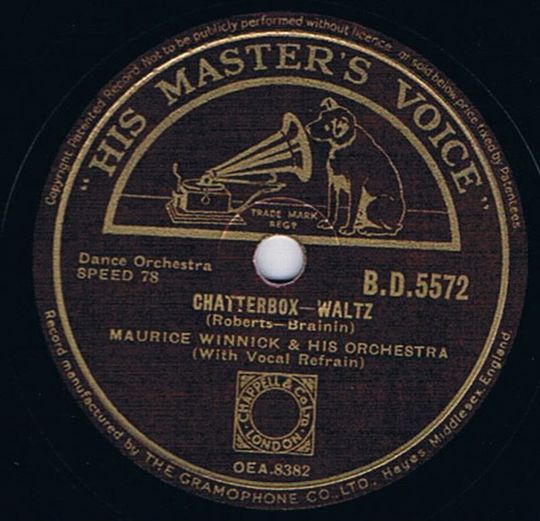 Copyright. Patented Record. Not to be publicly performed without licence, or sold below price fixed by Patentees.
"HIS MASTER'S VOICE"
TRADE MARK
REGD
Dance Orchestra
SPEED 78
B.D.5572
CHATTERBOX—WALTZ
(Roberts—Brainin)
MAURICE WINNICK & HIS ORCHESTRA
(With Vocal Refrain)
CHAPPELL & Co Ltd
LONDON
OEA.8382
Record manufactured by THE GRAMOPHONE CO., LTD., Hayes, Middlesex, England.